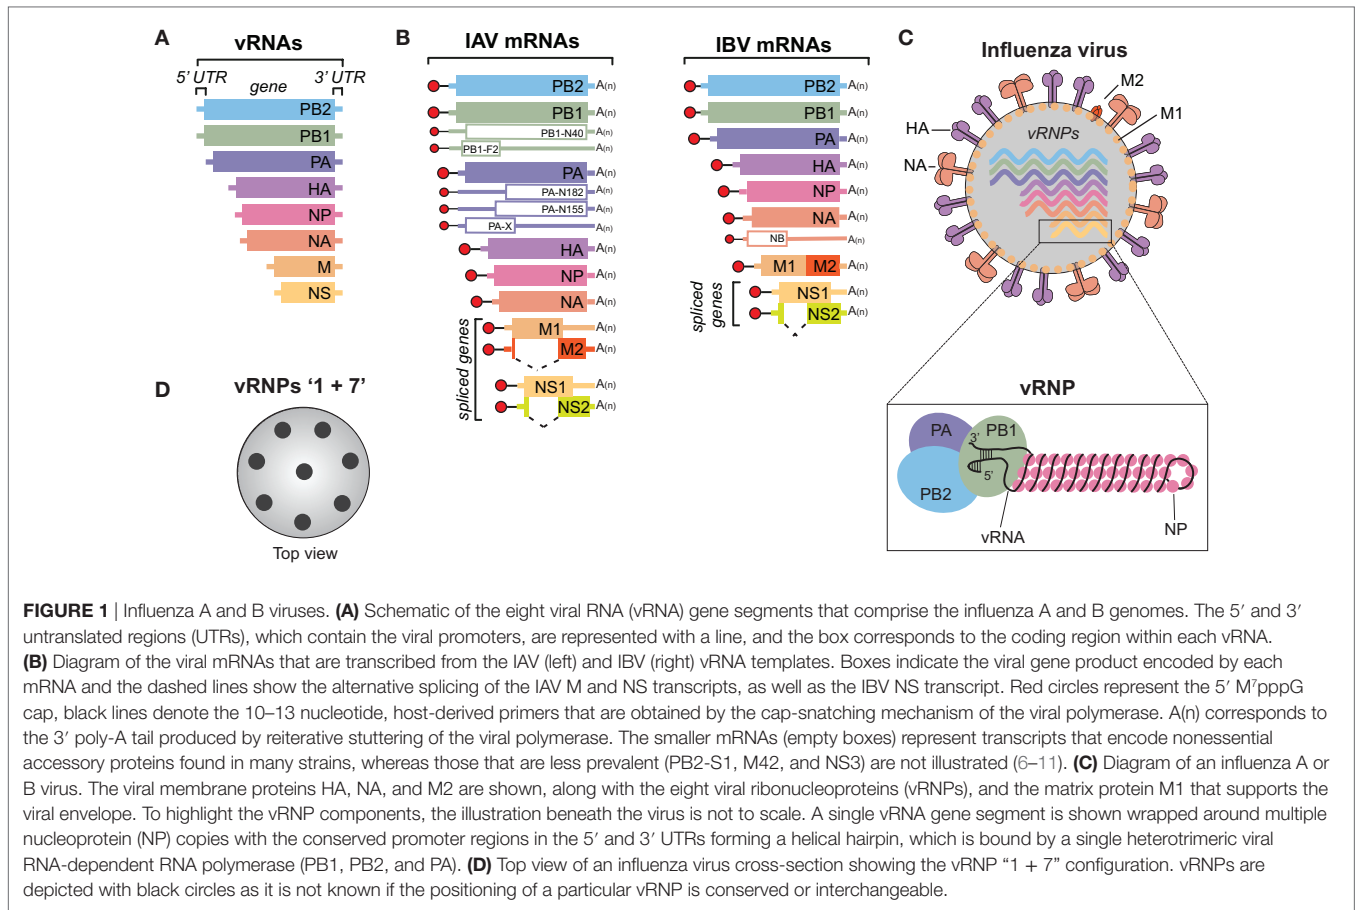 A
vRNAs
5′ UTR
gene
3′ UTR
PB2
PB1
PA
HA
NP
NA
M
NS
B
IAV mRNAs
PB2
A(n)
PB1
A(n)
PB1-N40
A(n)
PB1-F2
A(n)
PA
A(n)
PA-N182
A(n)
PA-N155
A(n)
PA-X
A(n)
HA
A(n)
NP
A(n)
NA
A(n)
spliced genes
M1
A(n)
M2
A(n)
NS1
A(n)
NS2
A(n)
IBV mRNAs
PB2
A(n)
PB1
A(n)
PA
A(n)
HA
A(n)
NP
A(n)
NA
A(n)
NB
A(n)
M1
M2
A(n)
spliced genes
NS1
A(n)
NS2
A(n)
C
Influenza virus
M2
M1
HA
NA
vRNPs
vRNP
PA
PB1
3′
5′
PB2
vRNA
NP
D
vRNPs ‘1 + 7’
Top view
FIGURE 1 | Influenza A and B viruses. (A) Schematic of the eight viral RNA (vRNA) gene segments that comprise the influenza A and B genomes. The 5′ and 3′
untranslated regions (UTRs), which contain the viral promoters, are represented with a line, and the box corresponds to the coding region within each vRNA.
(B) Diagram of the viral mRNAs that are transcribed from the IAV (left) and IBV (right) vRNA templates. Boxes indicate the viral gene product encoded by each
mRNA and the dashed lines show the alternative splicing of the IAV M and NS transcripts, as well as the IBV NS transcript. Red circles represent the 5′ M⁷pppG
cap, black lines denote the 10–13 nucleotide, host-derived primers that are obtained by the cap-snatching mechanism of the viral polymerase. A(n) corresponds to
the 3′ poly-A tail produced by reiterative stuttering of the viral polymerase. The smaller mRNAs (empty boxes) represent transcripts that encode nonessential
accessory proteins found in many strains, whereas those that are less prevalent (PB2-S1, M42, and NS3) are not illustrated (6–11). (C) Diagram of an influenza A or
B virus. The viral membrane proteins HA, NA, and M2 are shown, along with the eight viral ribonucleoproteins (vRNPs), and the matrix protein M1 that supports the
viral envelope. To highlight the vRNP components, the illustration beneath the virus is not to scale. A single vRNA gene segment is shown wrapped around multiple
nucleoprotein (NP) copies with the conserved promoter regions in the 5′ and 3′ UTRs forming a helical hairpin, which is bound by a single heterotrimeric viral
RNA-dependent RNA polymerase (PB1, PB2, and PA). (D) Top view of an influenza virus cross-section showing the vRNP “1 + 7” configuration. vRNPs are
depicted with black circles as it is not known if the positioning of a particular vRNP is conserved or interchangeable.